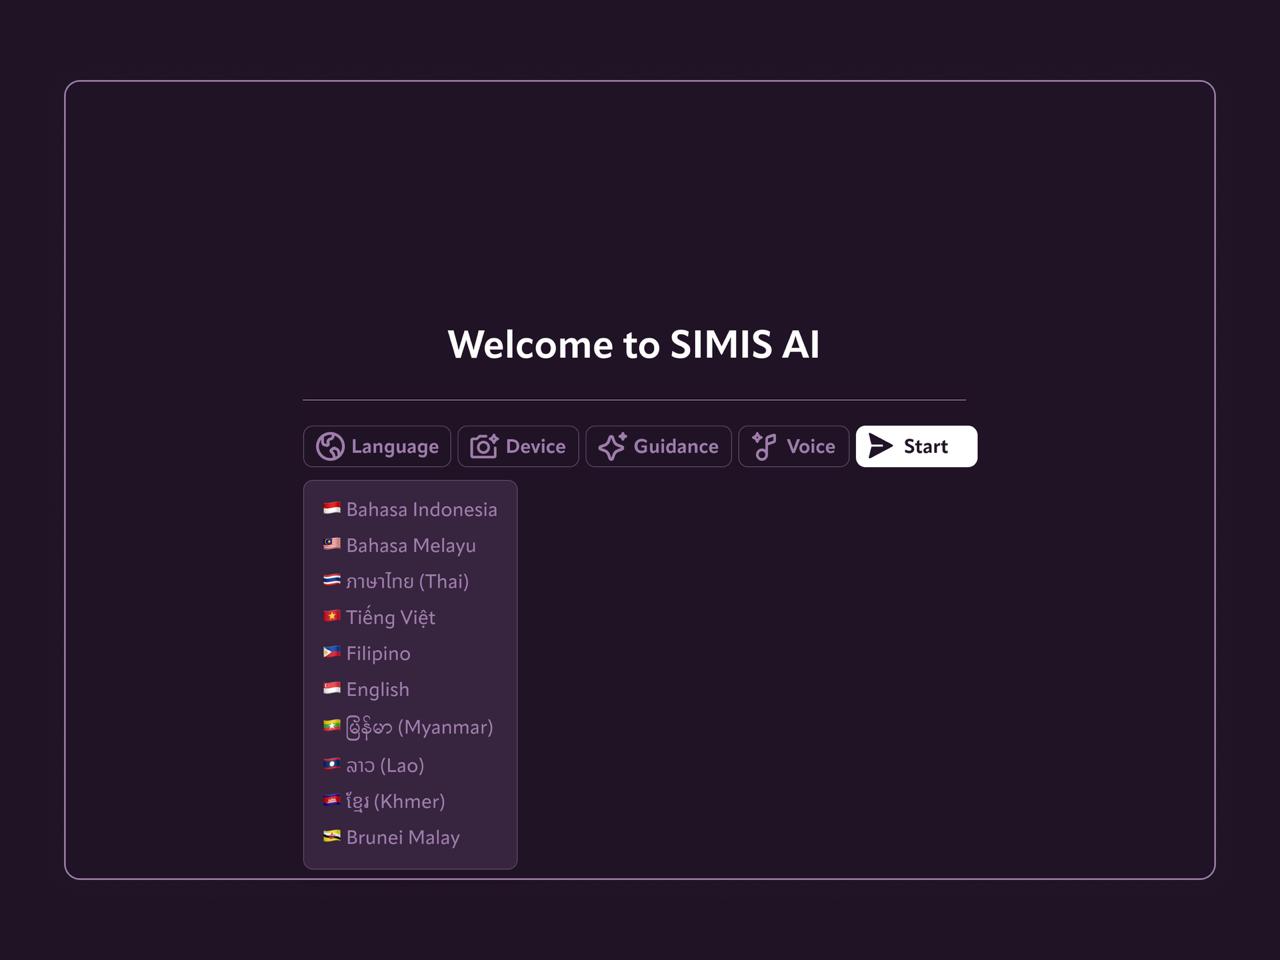 Welcome to SIMIS AI
Language
Device
Guidance
Voice
Start
Bahasa Indonesia
Bahasa Melayu
ภาษาไทย (Thai)
Tiếng Việt
Filipino
English
မြန်မာ (Myanmar)
ລາວ (Lao)
ខ្មែរ (Khmer)
Brunei Malay